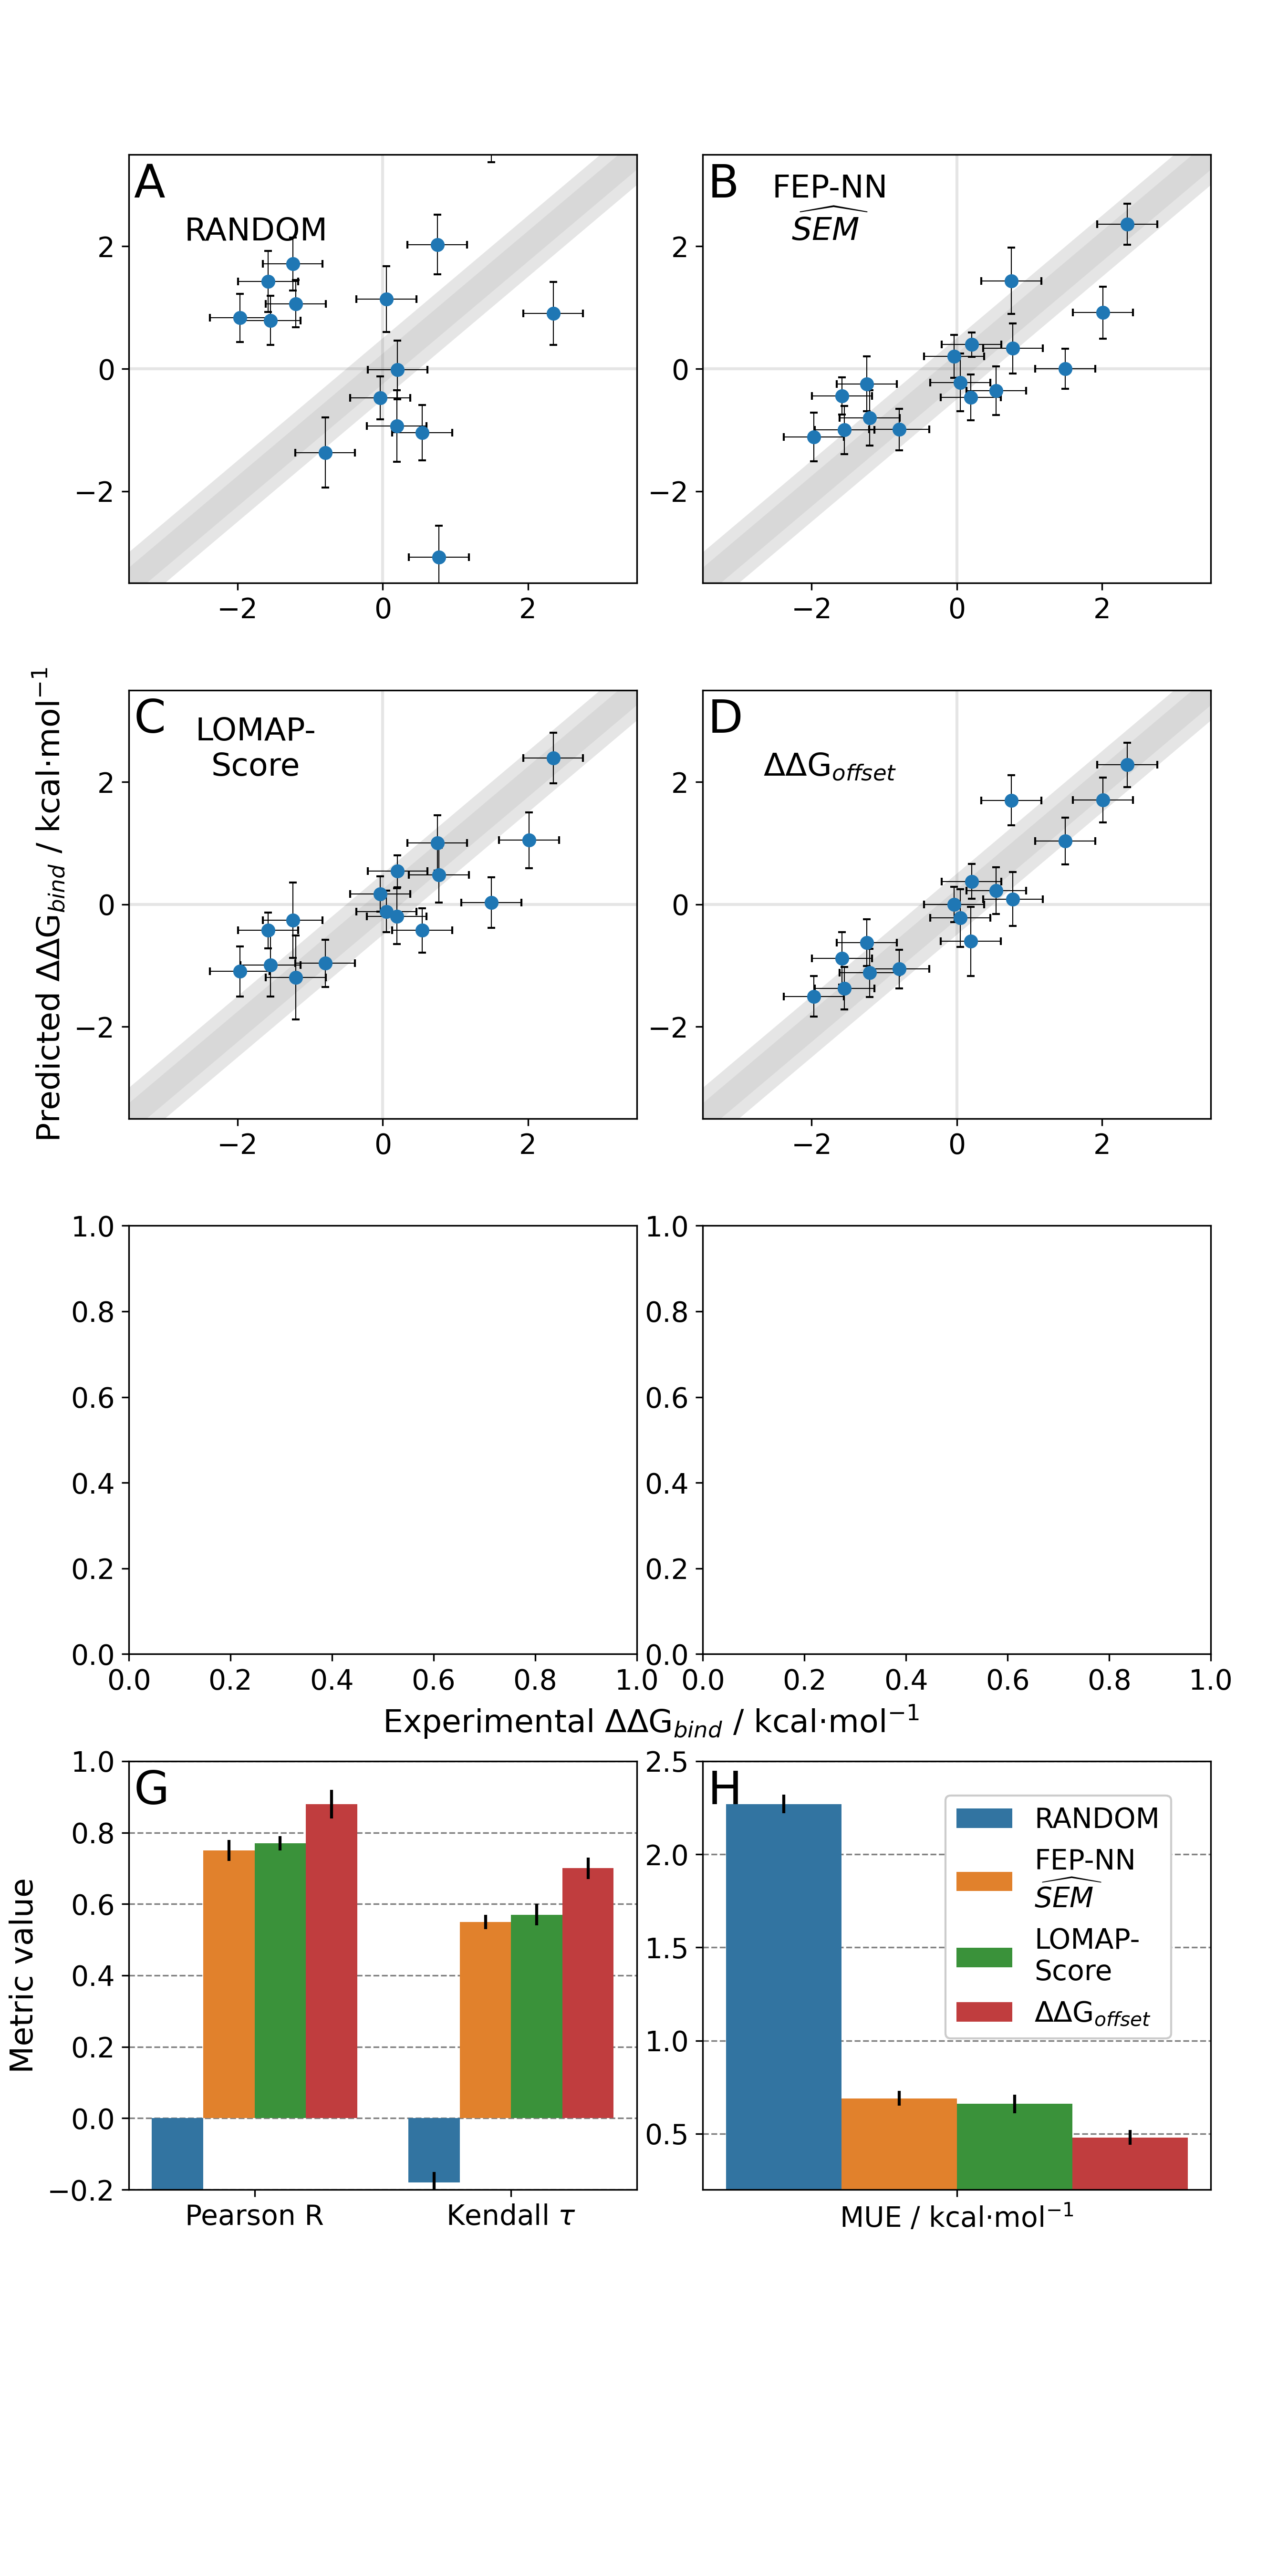 A
RANDOM
2
0
−2
−2
0
2
B
FEP-NN
SEM
2
0
−2
−2
0
2
Predicted ΔΔG_bind / kcal·mol⁻¹
C
LOMAP-
Score
2
0
−2
−2
0
2
D
ΔΔG_offset
2
0
−2
−2
0
2
1.0
0.8
0.6
0.4
0.2
0.0
0.0
0.2
0.4
0.6
0.8
1.0
1.0
0.8
0.6
0.4
0.2
0.0
0.0
0.2
0.4
0.6
0.8
1.0
Experimental ΔΔG_bind / kcal·mol⁻¹
G
Metric value
1.0
0.8
0.6
0.4
0.2
0.0
−0.2
Pearson R
Kendall τ
H
2.5
2.0
1.5
1.0
0.5
RANDOM
FEP-NN
SEM
LOMAP-
Score
ΔΔG_offset
MUE / kcal·mol⁻¹